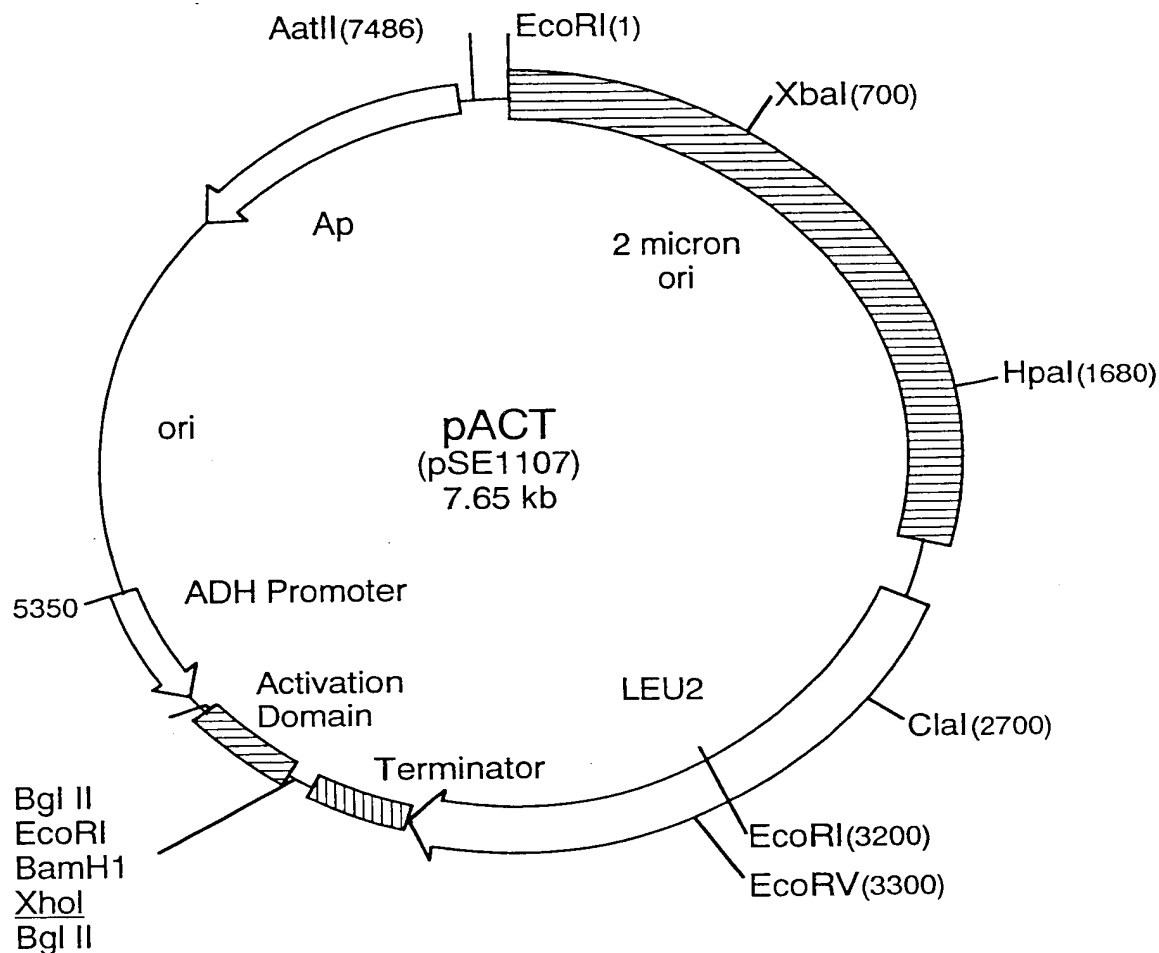 AatII(7486)
EcoRI(1)
XbaI(700)
Ap
2 micron
ori
HpaI(1680)
ori
pACT
(pSE1107)
7.65 kb
5350
ADH Promoter
Activation
Domain
LEU2
ClaI(2700)
Terminator
Bgl II
EcoRI
BamH1
XhoI
Bgl II
EcoRI(3200)
EcoRV(3300)